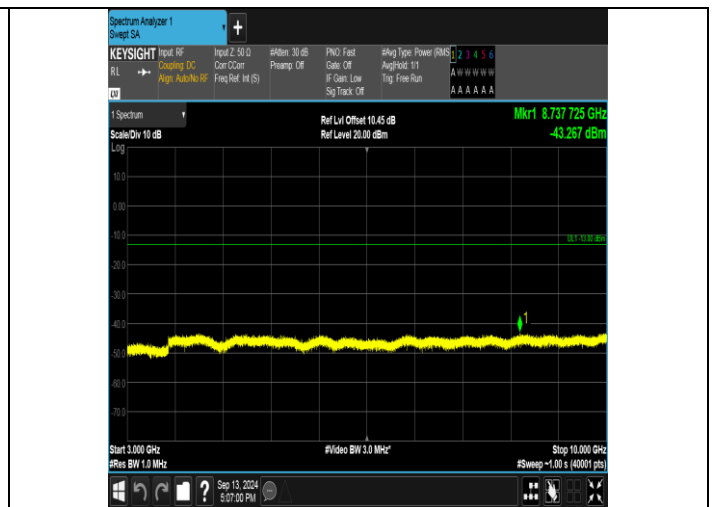 Spectrum Analyzer 1
Swept SA
+
KEYSIGHT Input: RF Input Z: 50 Ω #Atten: 30 dB PNO: Fast #Avg Type: Power (RMS 1 2 3 4 5 6
RL Coupling: DC Corr CCorr Preamp: Off Gate: Off Avg|Hold: 1/1 A W W W W W
Align: Auto/No RF Freq Ref: Int (S) IF Gain: Low Trig: Free Run
LXI Sig Track: Off A A A A A A
1 Spectrum Ref Lvl Offset 10.45 dB Mkr1 8.737 725 GHz
Scale/Div 10 dB Ref Level 20.00 dBm -43.267 dBm
Log
10.0
0.00
-10.0
DL1 -13.00 dBm
-20.0
-30.0
-40.0
1
-50.0
-60.0
-70.0
Start 3.000 GHz #Video BW 3.0 MHz* Stop 10.000 GHz
#Res BW 1.0 MHz #Sweep ~1.00 s (40001 pts)
? Sep 13, 2024
5:07:00 PM